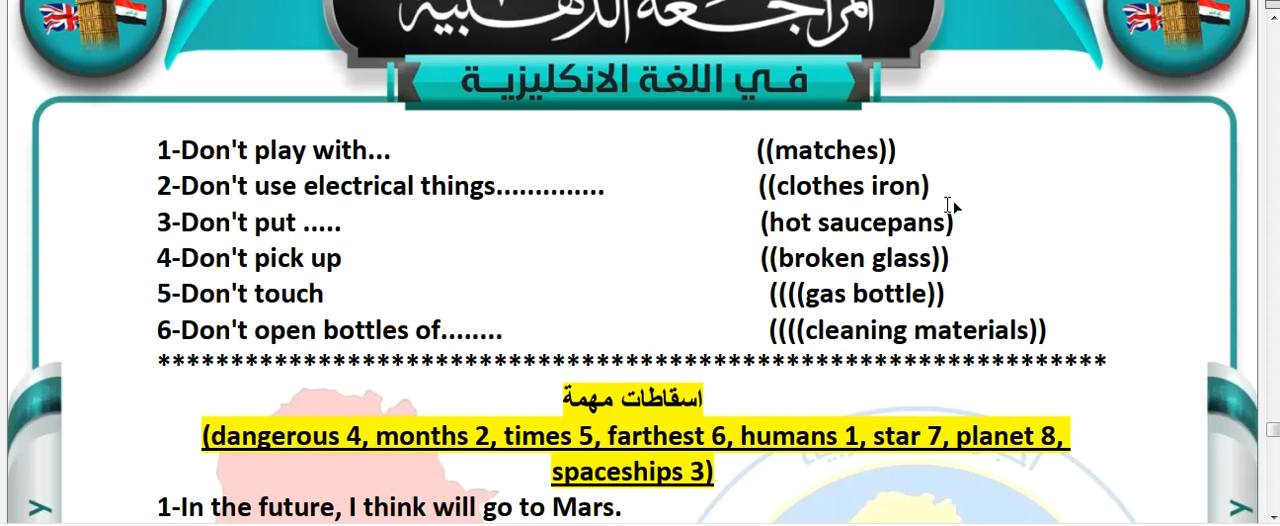 المراجعة الذهبية
في اللغة الانكليزية
1-Don't play with... ((matches))
2-Don't use electrical things.............. ((clothes iron)
3-Don't put ..... (hot saucepans)
4-Don't pick up ((broken glass))
5-Don't touch ((((gas bottle))
6-Don't open bottles of........ ((((cleaning materials))
*****************************************************************
اسقاطات مهمة
(dangerous 4, months 2, times 5, farthest 6, humans 1, star 7, planet 8,
spaceships 3)
1-In the future, I think will go to Mars.